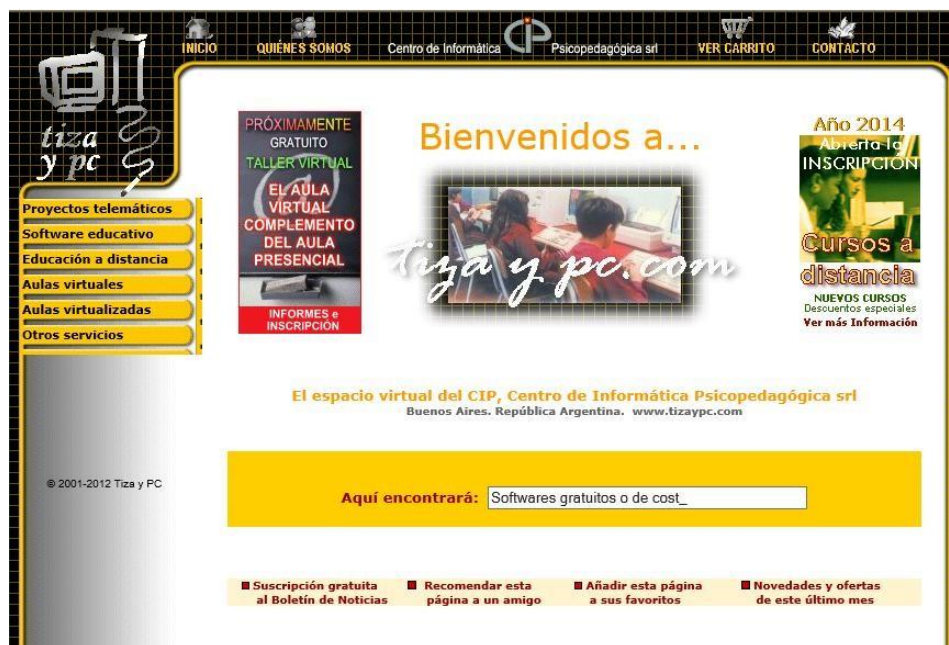 INICIO
QUIÉNES SOMOS
Centro de Informática CIP Psicopedagógica srl
VER CARRITO
CONTACTO
tiza
y pc
Proyectos telemáticos
Software educativo
Educación a distancia
Aulas virtuales
Aulas virtualizadas
Otros servicios
© 2001-2012 Tiza y PC
PRÓXIMAMENTE
GRATUITO
TALLER VIRTUAL
EL AULA
VIRTUAL
COMPLEMENTO
DEL AULA
PRESENCIAL
INFORMES e
INSCRIPCIÓN
Bienvenidos a...
Tiza y pc.com
Año 2014
Abierta la
INSCRIPCIÓN
Cursos a
distancia
NUEVOS CURSOS
Descuentos especiales
Ver más Información
El espacio virtual del CIP, Centro de Informática Psicopedagógica srl
Buenos Aires. República Argentina. www.tizaypc.com
Aquí encontrará: Softwares gratuitos o de cost_
Suscripción gratuita
al Boletín de Noticias
Recomendar esta
página a un amigo
Añadir esta página
a sus favoritos
Novedades y ofertas
de este último mes